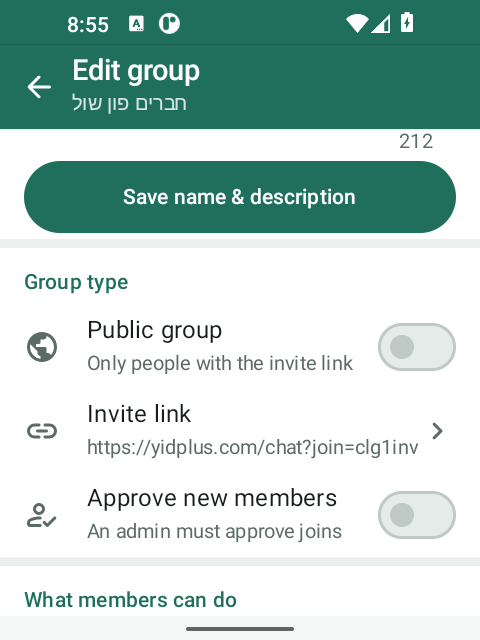 8:55
Edit group
חברים פון שול
212
Save name & description
Group type
Public group
Only people with the invite link
Invite link
https://yidplus.com/chat?join=clg1inv
Approve new members
An admin must approve joins
What members can do